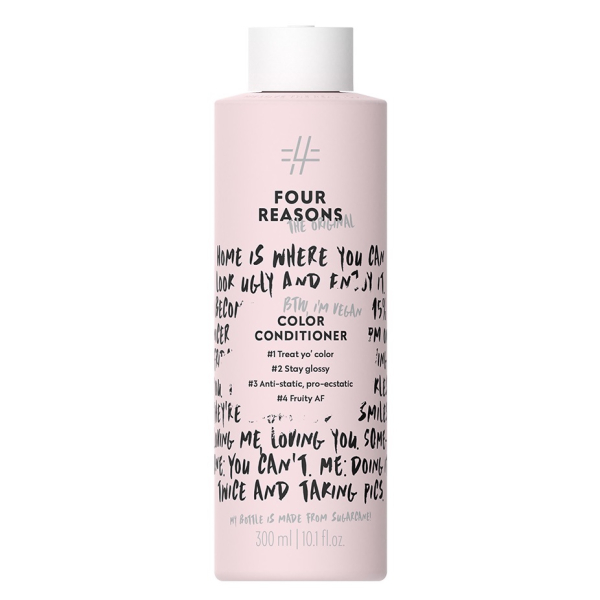 #4
FOUR
REASONS
THE ORIGINAL
HOME IS WHERE YOU CAN
LOOK UGLY AND ENJOY IT.
BTW, I'M VEGAN 15%
COLOR
CONDITIONER
#1 Treat yo' color
#2 Stay glossy
#3 Anti-static, pro-ecstatic
#4 Fruity AF
SMILE
ME LOVING YOU. SOME-
YOU CAN'T. ME: DOING
TWICE AND TAKING PICS.
MY BOTTLE IS MADE FROM SUGARCANE!
300 ml | 10.1 fl.oz.